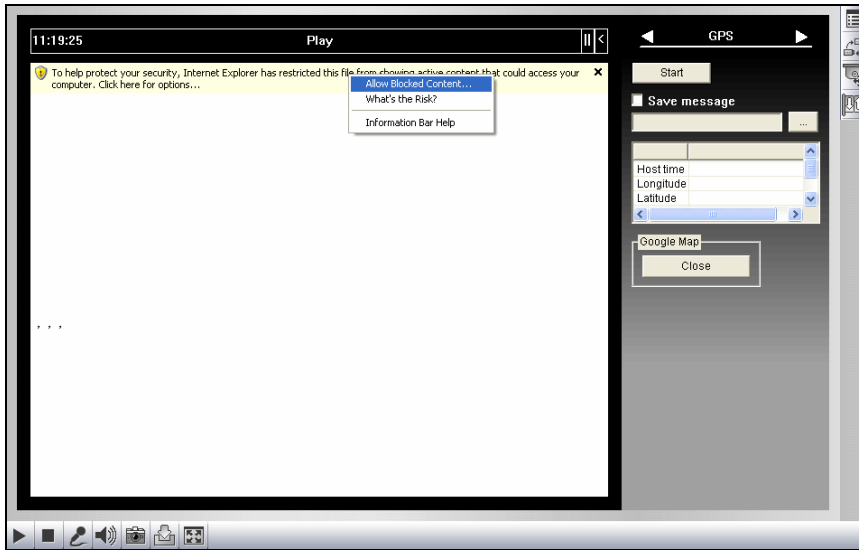 11:19:25 Play || <
GPS
To help protect your security, Internet Explorer has restricted this file from showing active content that could access your
computer. Click here for options...
Allow Blocked Content...
What's the Risk?
Information Bar Help
Start
Save message
...
Host time
Longitude
Latitude
Google Map
Close
, , ,